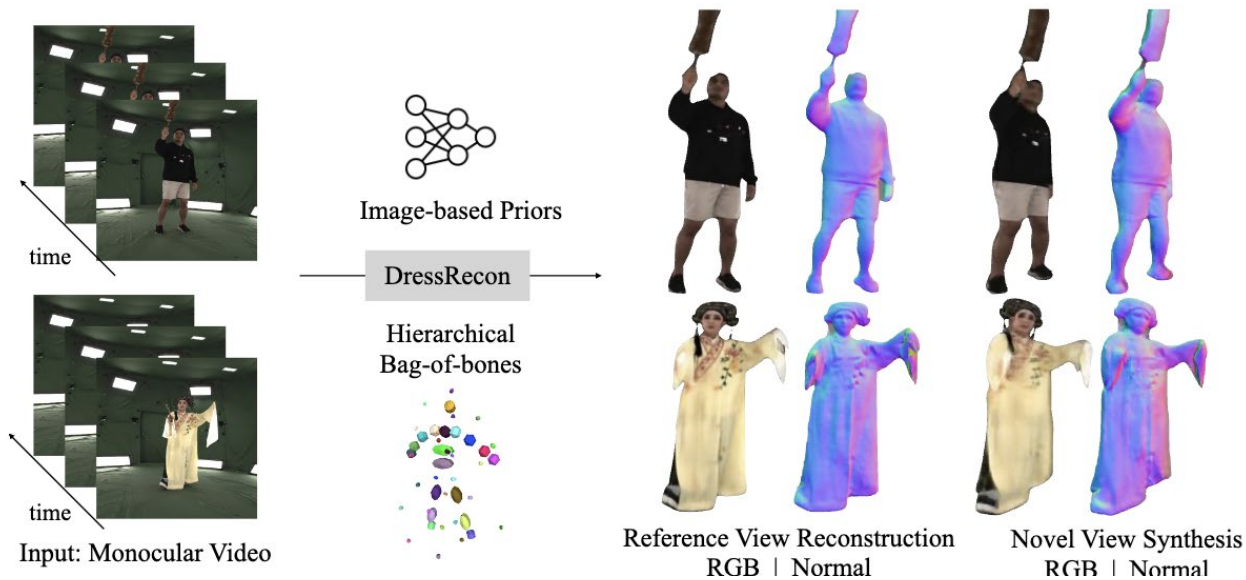 time
time
Input: Monocular Video
Image-based Priors
DressRecon
Hierarchical
Bag-of-bones
Reference View Reconstruction
RGB | Normal
Novel View Synthesis
RGB | Normal